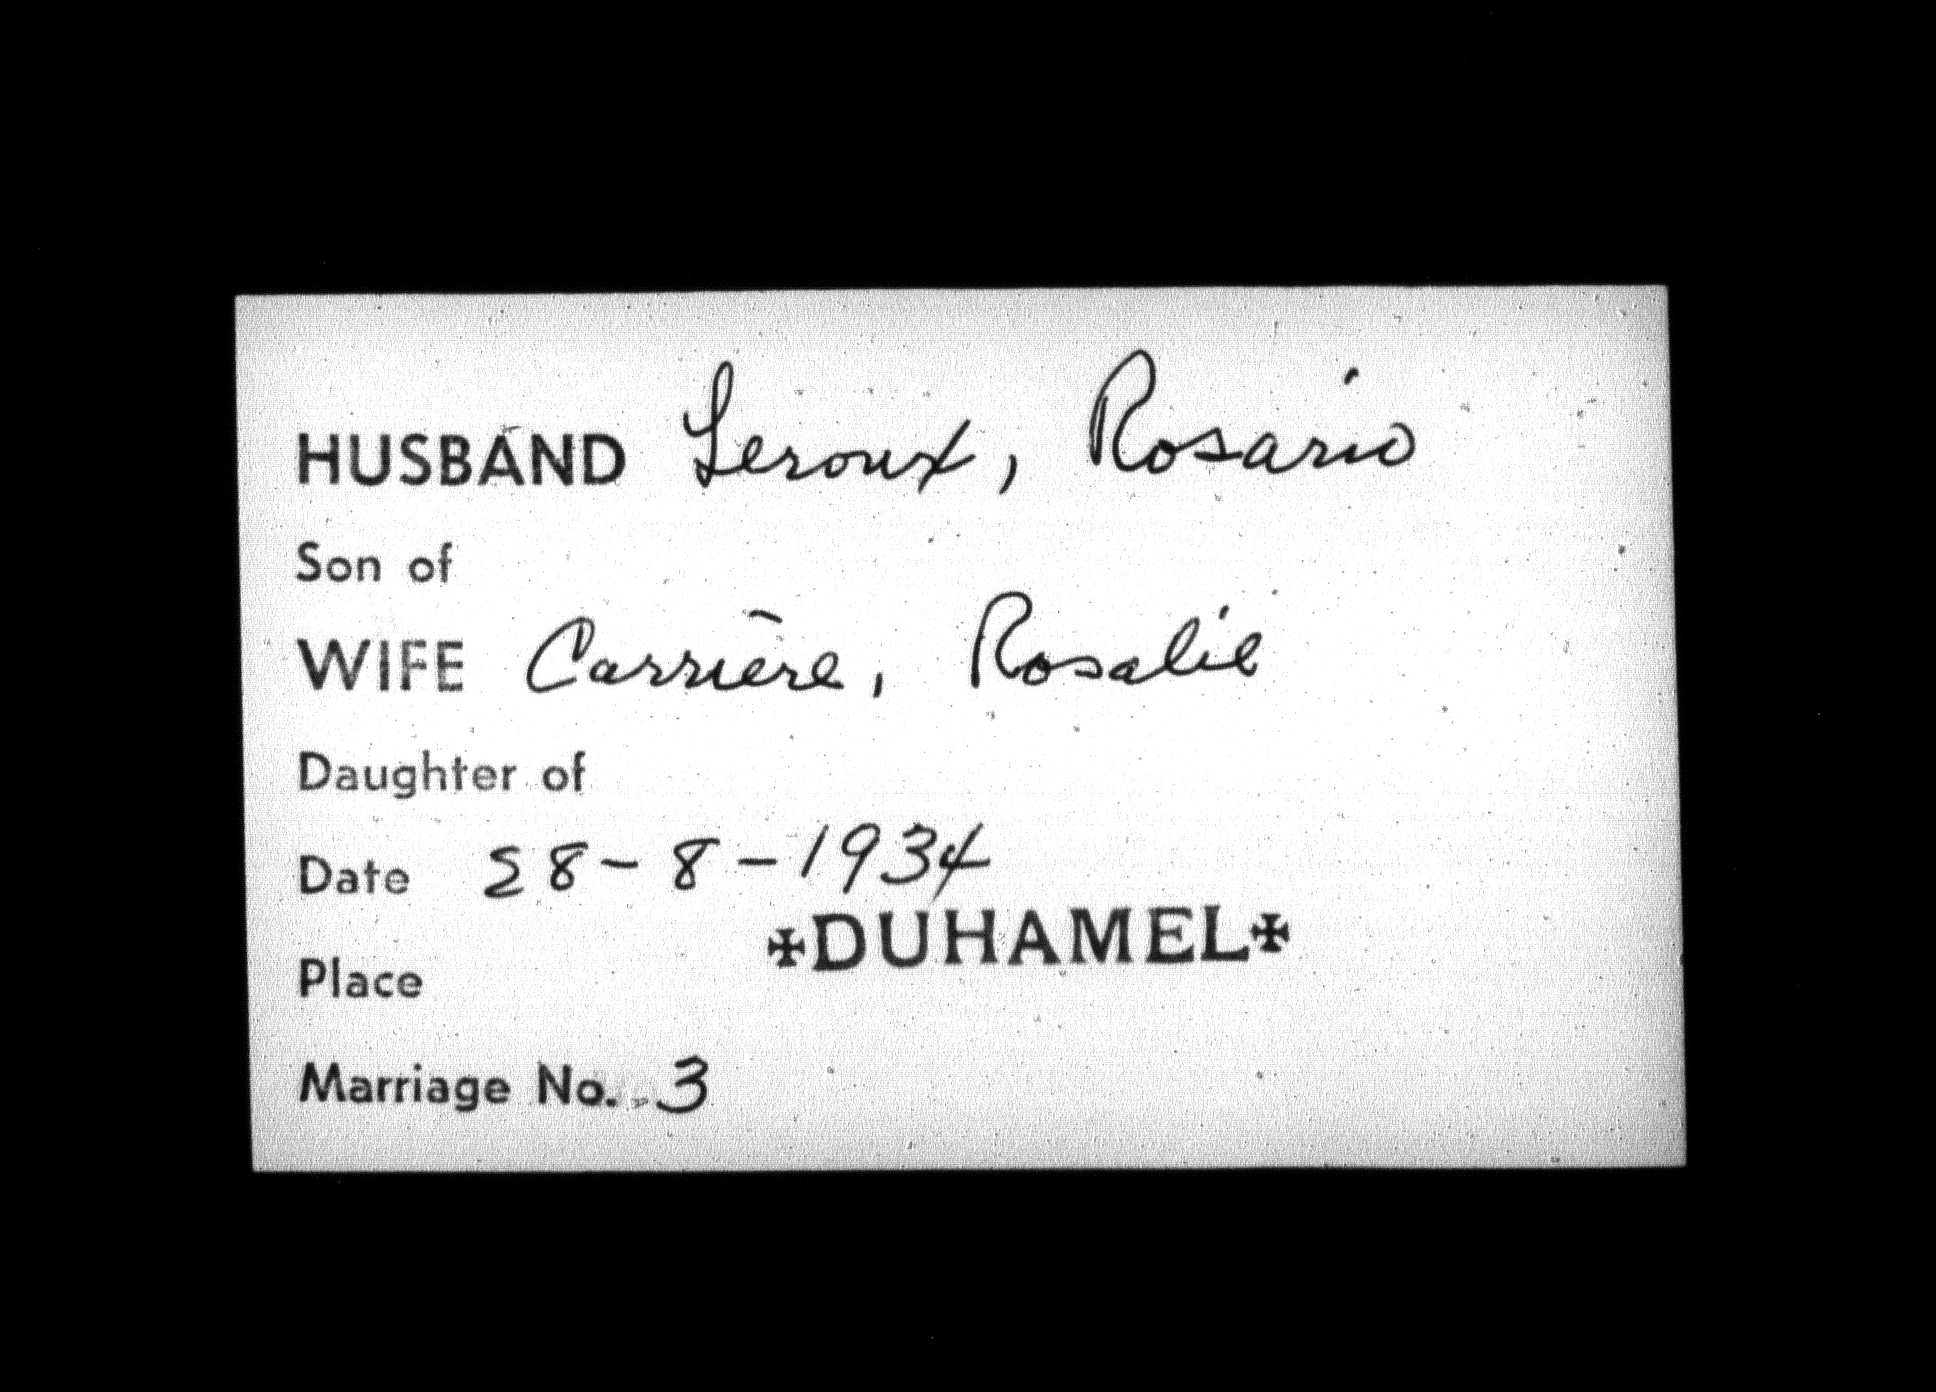 HUSBAND Leroux, Rosario
Son of
WIFE Carrière, Rosalie
Daughter of
Date 28-8-1934
Place ✠DUHAMEL✠
Marriage No. 3